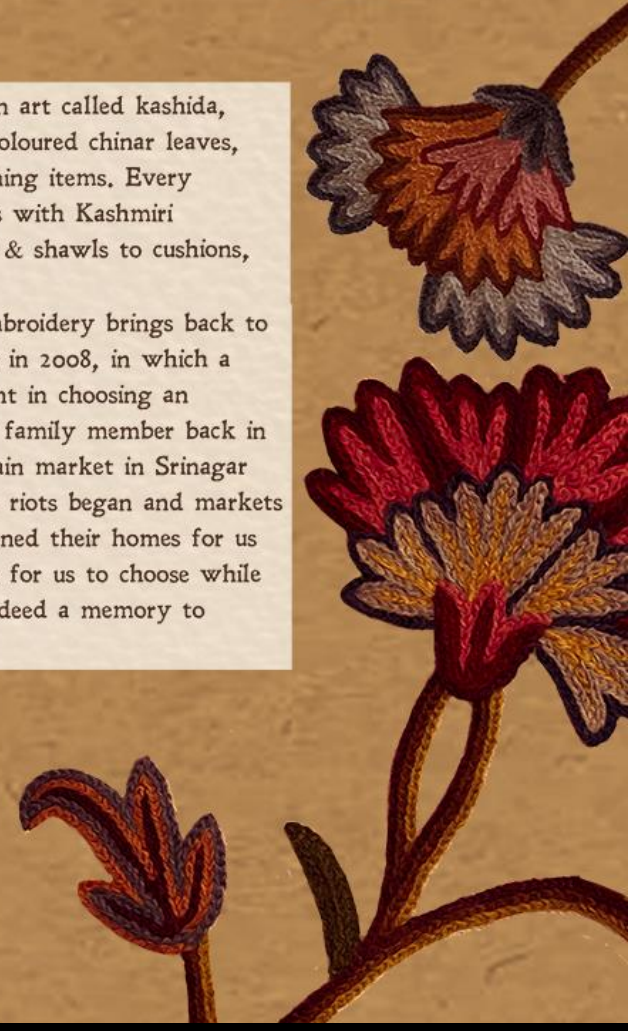 n art called kashida,
oloured chinar leaves,
ning items. Every
s with Kashmiri
& shawls to cushions,
broidery brings back to
in 2008, in which a
nt in choosing an
family member back in
ain market in Srinagar
riots began and markets
ned their homes for us
for us to choose while
deed a memory to